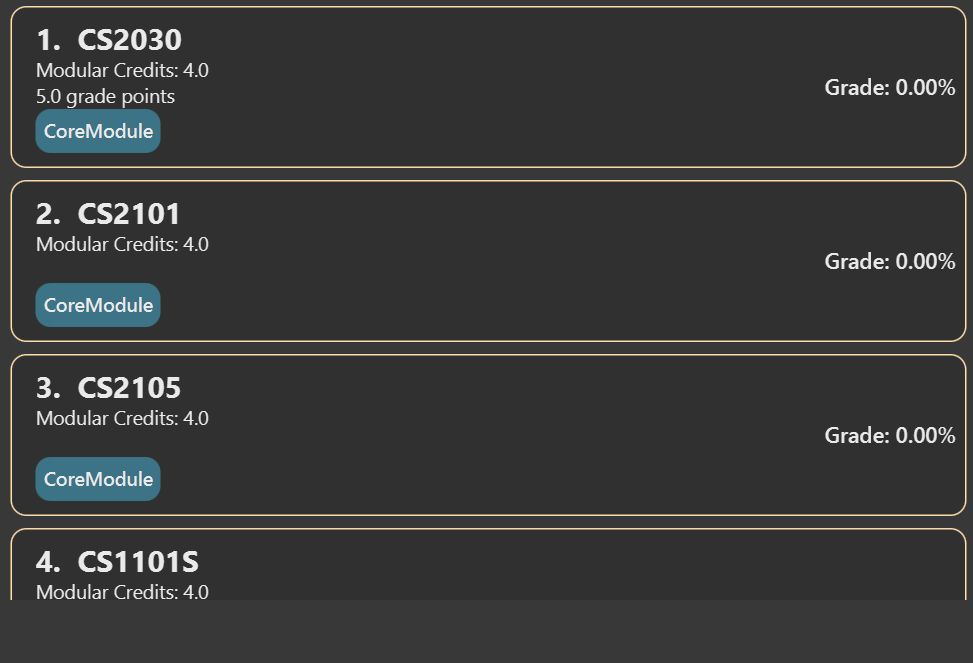 1. CS2030
Modular Credits: 4.0
5.0 grade points
Grade: 0.00%
CoreModule
2. CS2101
Modular Credits: 4.0
Grade: 0.00%
CoreModule
3. CS2105
Modular Credits: 4.0
Grade: 0.00%
CoreModule
4. CS1101S
Modular Credits: 4.0